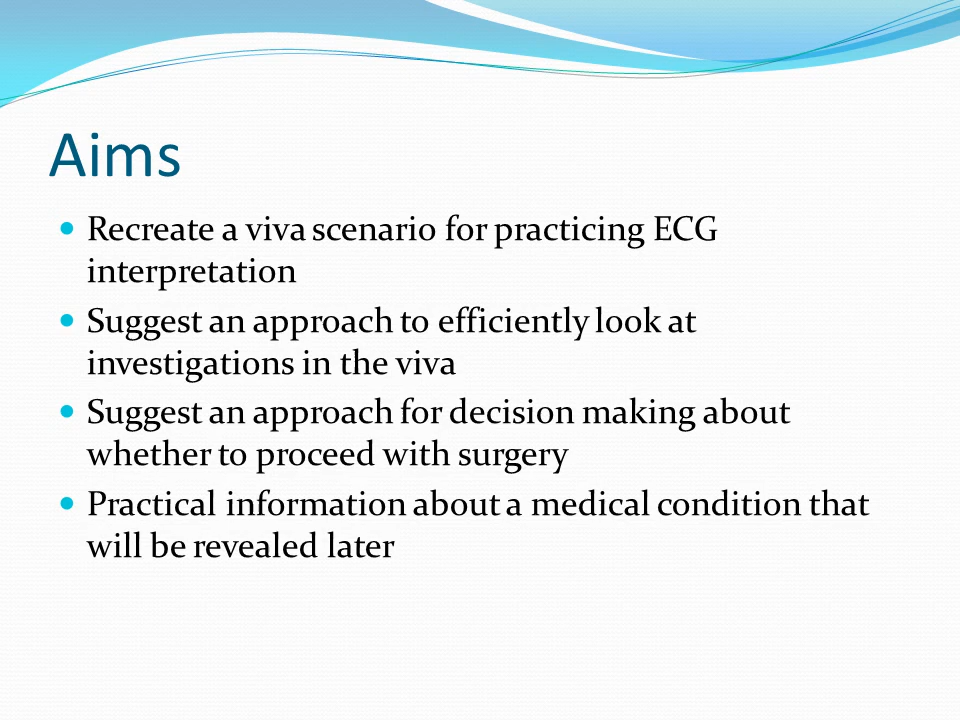 Aims
Recreate a viva scenario for practicing ECG
interpretation
Suggest an approach to efficiently look at
investigations in the viva
Suggest an approach for decision making about
whether to proceed with surgery
Practical information about a medical condition that
will be revealed later